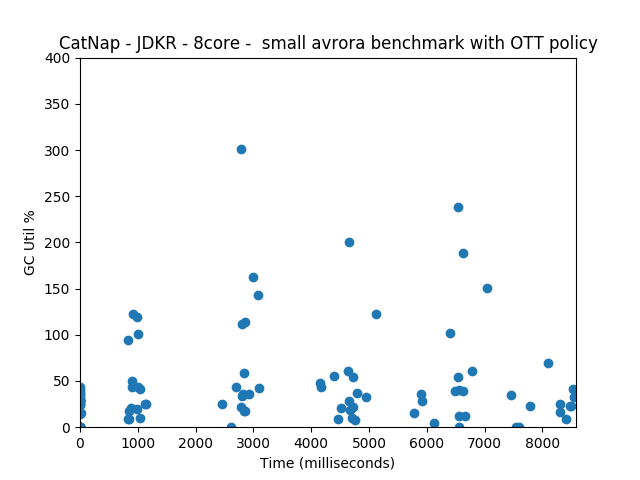 CatNap - JDKR - 8core -  small avrora benchmark with OTT policy
400
350
300
250
200
150
100
50
0
GC Util %
0 1000 2000 3000 4000 5000 6000 7000 8000
Time (milliseconds)